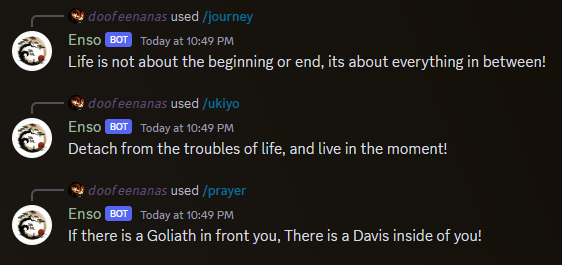 doofeenanas used /journey
Enso BOT Today at 10:49 PM
Life is not about the beginning or end, its about everything in between!
doofeenanas used /ukiyo
Enso BOT Today at 10:49 PM
Detach from the troubles of life, and live in the moment!
doofeenanas used /prayer
Enso BOT Today at 10:49 PM
If there is a Goliath in front you, There is a Davis inside of you!